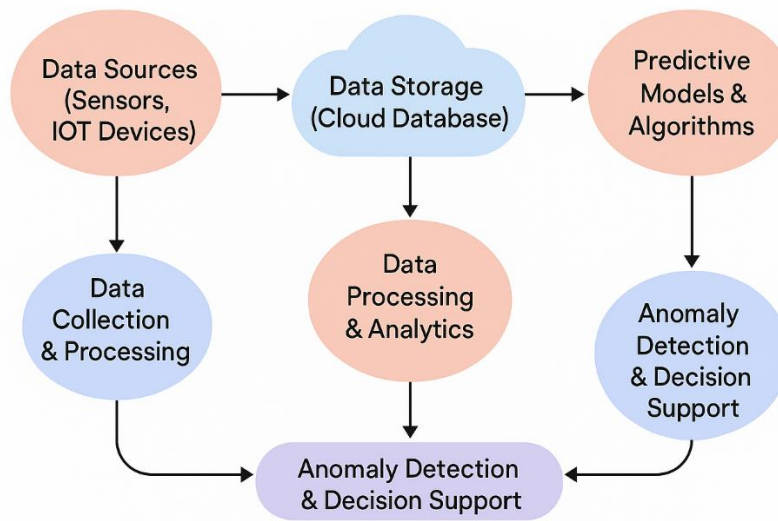 Data Sources
(Sensors,
IOT Devices)
Data Storage
(Cloud Database)
Predictive
Models &
Algorithms
Data
Collection
& Processing
Data
Processing
& Analytics
Anomaly
Detection
& Decision
Support
Anomaly Detection
& Decision Support